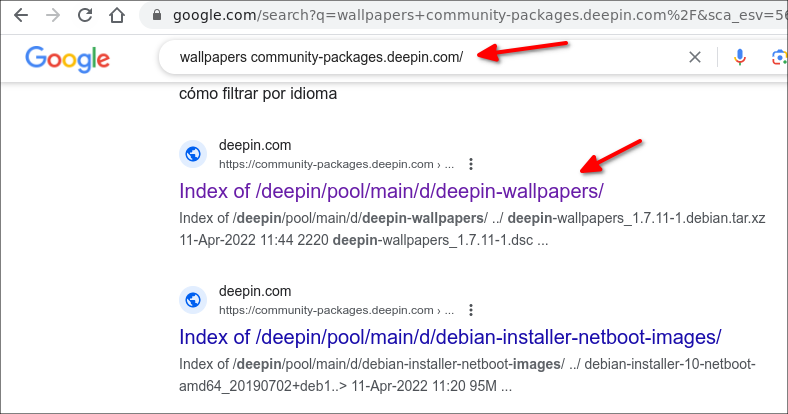 google.com/search?q=wallpapers+community-packages.deepin.com%2F&sca_esv=56
Google
wallpapers community-packages.deepin.com/
cómo filtrar por idioma
deepin.com
https://community-packages.deepin.com › ...
Index of /deepin/pool/main/d/deepin-wallpapers/
Index of /deepin/pool/main/d/deepin-wallpapers/ ../ deepin-wallpapers_1.7.11-1.debian.tar.xz
11-Apr-2022 11:44 2220 deepin-wallpapers_1.7.11-1.dsc ...
deepin.com
https://community-packages.deepin.com › ...
Index of /deepin/pool/main/d/debian-installer-netboot-images/
Index of /deepin/pool/main/d/debian-installer-netboot-images/ ../ debian-installer-10-netboot-
amd64_20190702+deb1..> 11-Apr-2022 11:20 95M ...